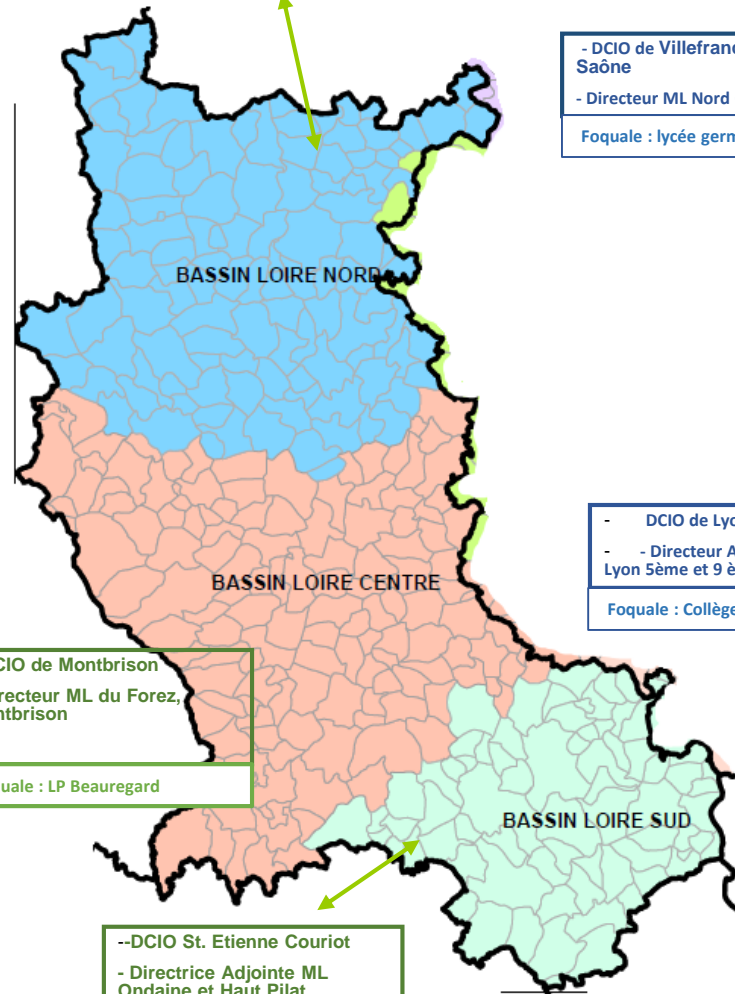 - DCIO de Villefranc
Saône
- Directeur ML Nord
Foquale : lycée germ
BASSIN LOIRE NORD
- DCIO de Lyo
- - Directeur A
Lyon 5ème et 9 è
Foquale : Collège
BASSIN LOIRE CENTRE
CIO de Montbrison
recteur ML du Forez,
ntbrison
uale : LP Beauregard
BASSIN LOIRE SUD
--DCIO St. Etienne Couriot
- Directrice Adjointe ML
Ondaine et Haut Pilat